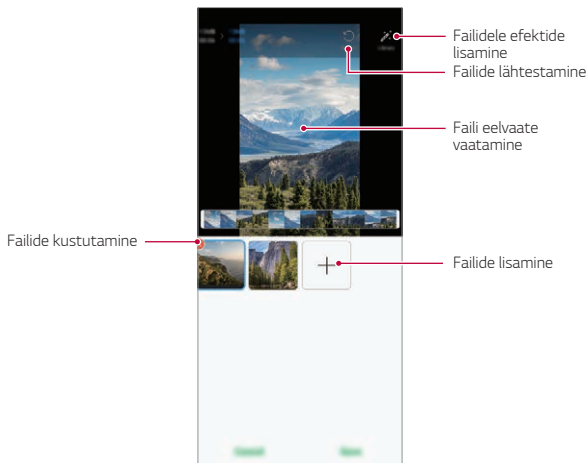 Failidele efektide
lisamine
Failide lähtestamine
Faili eelvaate
vaatamine
Failide kustutamine
Failide lisamine